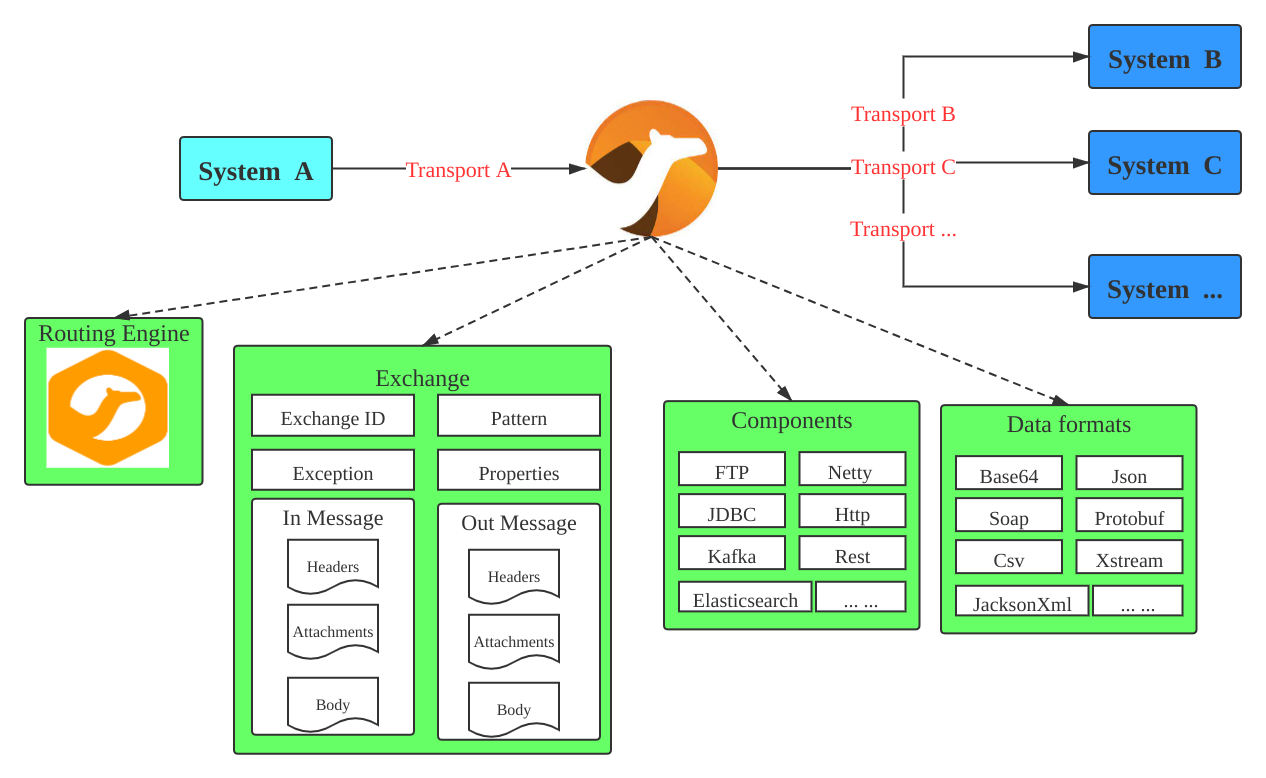 System B
Transport B
System A
Transport A
Transport C
System C
Transport ...
System ...
Routing Engine
Exchange
Exchange ID
Pattern
Exception
Properties
In Message
Headers
Attachments
Body
Out Message
Headers
Attachments
Body
Components
FTP
Netty
JDBC
Http
Kafka
Rest
Elasticsearch
... ...
Data formats
Base64
Json
Soap
Protobuf
Csv
Xstream
JacksonXml
... ...